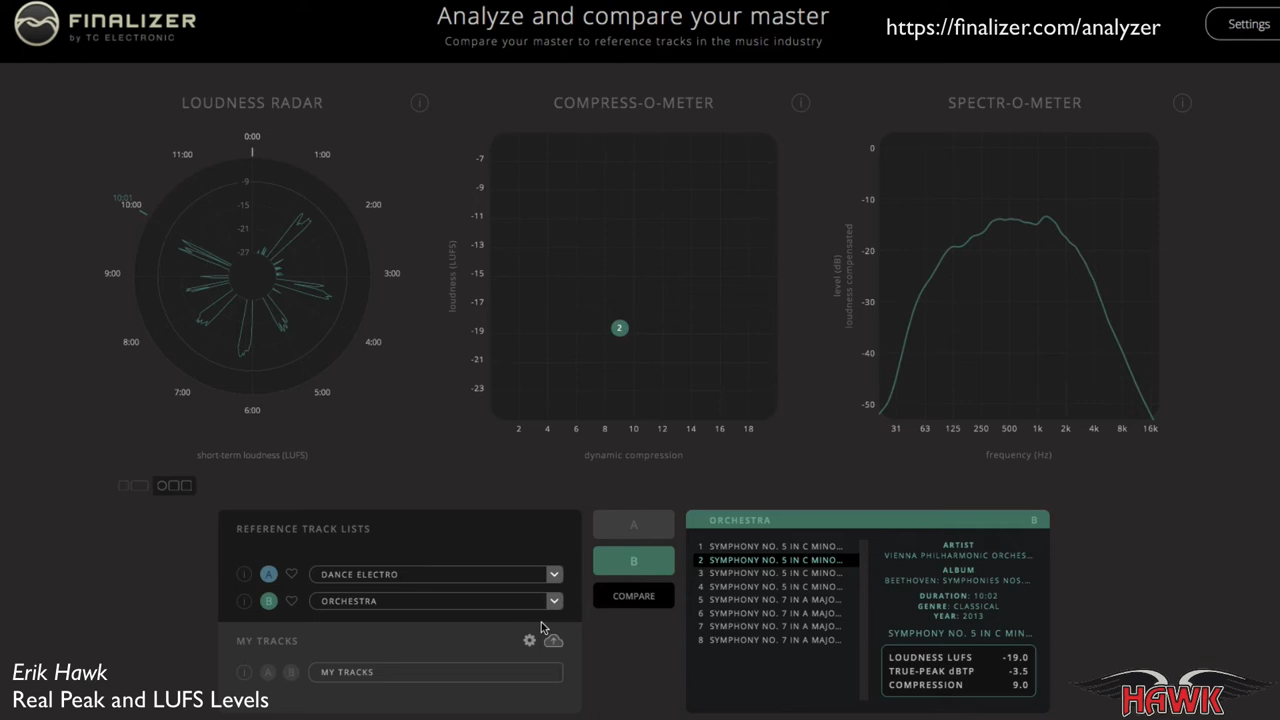 FINALIZER
by TC ELECTRONIC
Analyze and compare your master
Compare your master to reference tracks in the music industry
https://finalizer.com/analyzer
Settings
LOUDNESS RADAR
i
0:00
1:00
2:00
3:00
4:00
5:00
6:00
7:00
8:00
9:00
10:00
10:01
11:00
-9
-15
-21
-27
short-term loudness (LUFS)
COMPRESS-O-METER
i
loudness (LUFS)
-7
-9
-11
-13
-15
-17
-19
-21
-23
2
2 4 6 8 10 12 14 16 18
dynamic compression
SPECTR-O-METER
i
level (dB)
loudness compensated
0
-10
-20
-30
-40
-50
31 63 125 250 500 1k 2k 4k 8k 16k
frequency (Hz)
REFERENCE TRACK LISTS
i A DANCE ELECTRO
i B ORCHESTRA
MY TRACKS
i A B MY TRACKS
A
B
COMPARE
ORCHESTRA B
1 SYMPHONY NO. 5 IN C MINO...
2 SYMPHONY NO. 5 IN C MINO...
3 SYMPHONY NO. 5 IN C MINO...
4 SYMPHONY NO. 5 IN C MINO...
5 SYMPHONY NO. 7 IN A MAJO...
6 SYMPHONY NO. 7 IN A MAJO...
7 SYMPHONY NO. 7 IN A MAJO...
8 SYMPHONY NO. 7 IN A MAJO...
ARTIST
VIENNA PHILHARMONIC ORCHES...
ALBUM
BEETHOVEN: SYMPHONIES NOS....
DURATION: 10:02
GENRE: CLASSICAL
YEAR: 2013
SYMPHONY NO. 5 IN C MIN...
LOUDNESS LUFS -19.0
TRUE-PEAK dBTP -3.5
COMPRESSION 9.0
Erik Hawk
Real Peak and LUFS Levels
HAWK